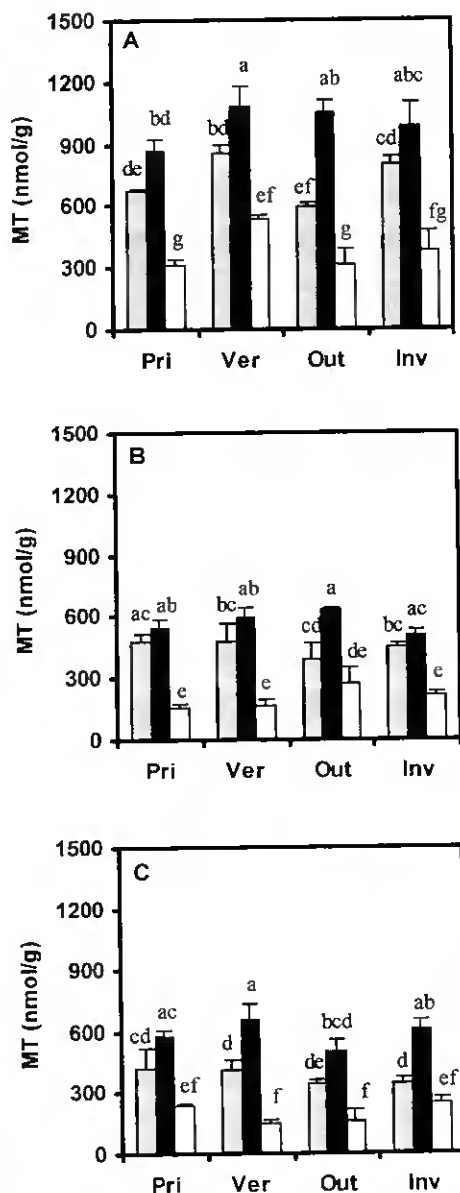 1500
A
a
ab
abc
1200
bd
bd
cd
900
de
ef
ef
600
fg
g
g
300
0
MT (nmol/g)
Pri Ver Out Inv
1500
B
1200
900
a
ac ab
bc ab
bc ac
600
cd
de
e
e
e
300
0
MT (nmol/g)
Pri Ver Out Inv
1500
C
1200
900
a
ac
ab
bcd
600
cd
d
de
d
ef
f
f
ef
300
0
MT (nmol/g)
Pri Ver Out Inv